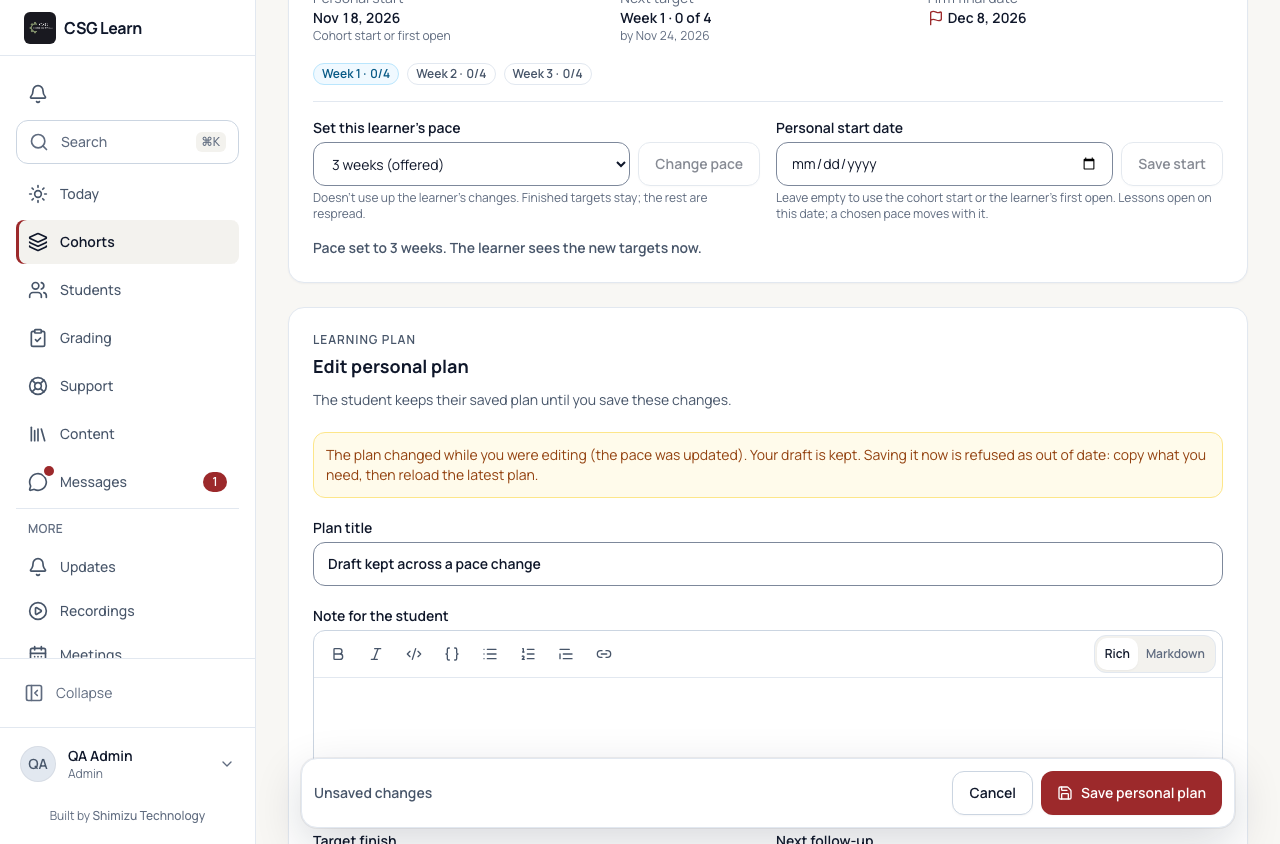 CSG Learn
Search ⌘K
Today
Cohorts
Students
Grading
Support
Content
Messages 1
MORE
Updates
Recordings
Meetings
Collapse
QA
QA Admin
Admin
Built by Shimizu Technology
Personal start
Next target
Firm final date
Nov 18, 2026
Week 1 · 0 of 4
Dec 8, 2026
Cohort start or first open
by Nov 24, 2026
Week 1 · 0/4
Week 2 · 0/4
Week 3 · 0/4
Set this learner's pace
Personal start date
3 weeks (offered)
Change pace
mm/dd/yyyy
Save start
Doesn't use up the learner's changes. Finished targets stay; the rest are
respread.
Leave empty to use the cohort start or the learner's first open. Lessons open on
this date; a chosen pace moves with it.
Pace set to 3 weeks. The learner sees the new targets now.
LEARNING PLAN
Edit personal plan
The student keeps their saved plan until you save these changes.
The plan changed while you were editing (the pace was updated). Your draft is kept. Saving it now is refused as out of date: copy what you
need, then reload the latest plan.
Plan title
Draft kept across a pace change
Note for the student
Rich
Markdown
Unsaved changes
Cancel
Save personal plan
Target finish
Next follow-up